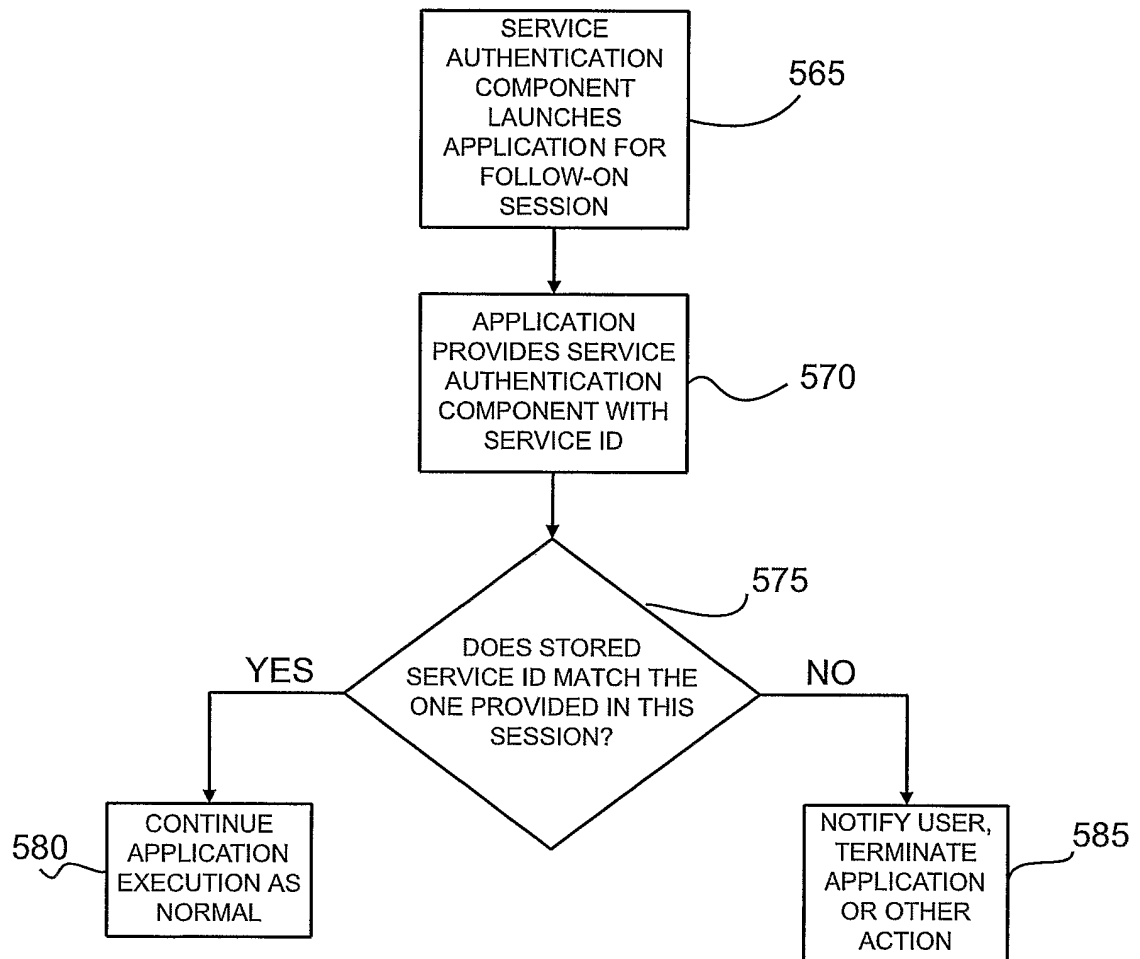 SERVICE
AUTHENTICATION
COMPONENT
LAUNCHES
APPLICATION FOR
FOLLOW-ON
SESSION
565
APPLICATION
PROVIDES SERVICE
AUTHENTICATION
COMPONENT WITH
SERVICE ID
570
575
DOES STORED
SERVICE ID MATCH THE
ONE PROVIDED IN THIS
SESSION?
YES
NO
580
CONTINUE
APPLICATION
EXECUTION AS
NORMAL
NOTIFY USER,
TERMINATE
APPLICATION
OR OTHER
ACTION
585